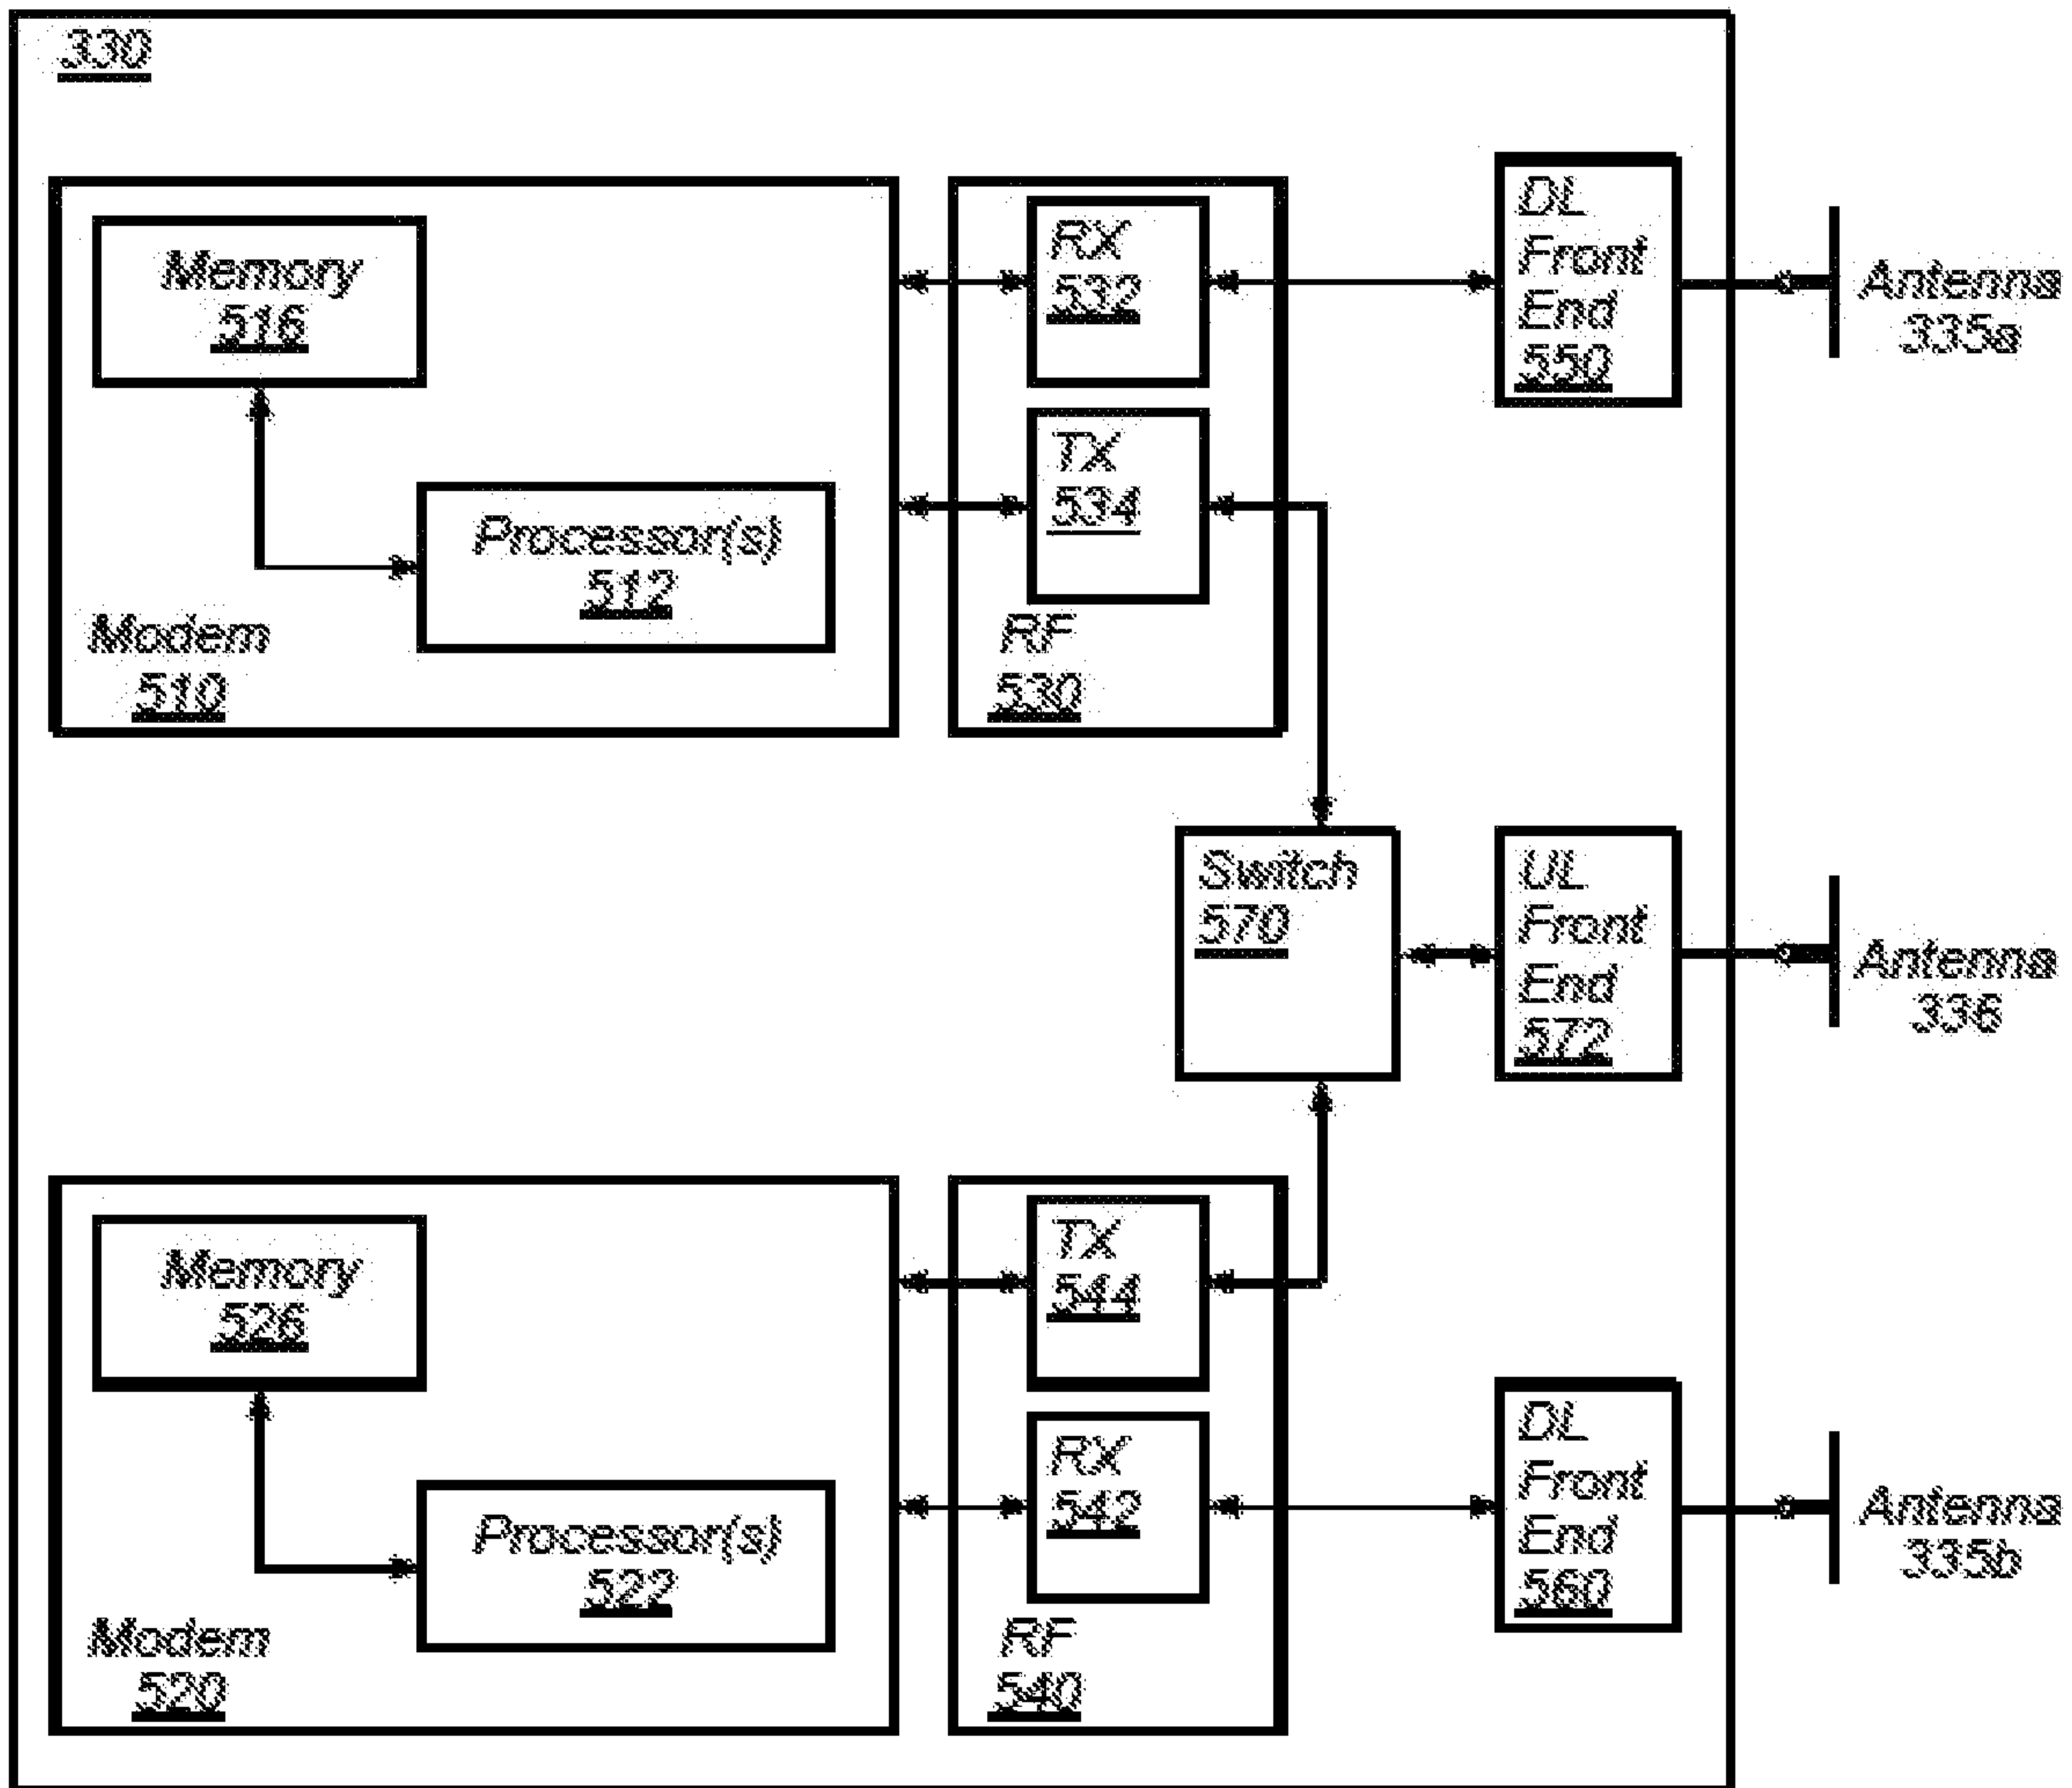 330
Memory
516
Processor(s)
512
Modem
510
RX
532
TX
534
RF
530
DL
Front
End
550
Antenna
335a
Switch
570
UL
Front
End
572
Antenna
336
Memory
526
Processor(s)
522
Modem
520
TX
544
RX
542
RF
540
DL
Front
End
560
Antenna
335b